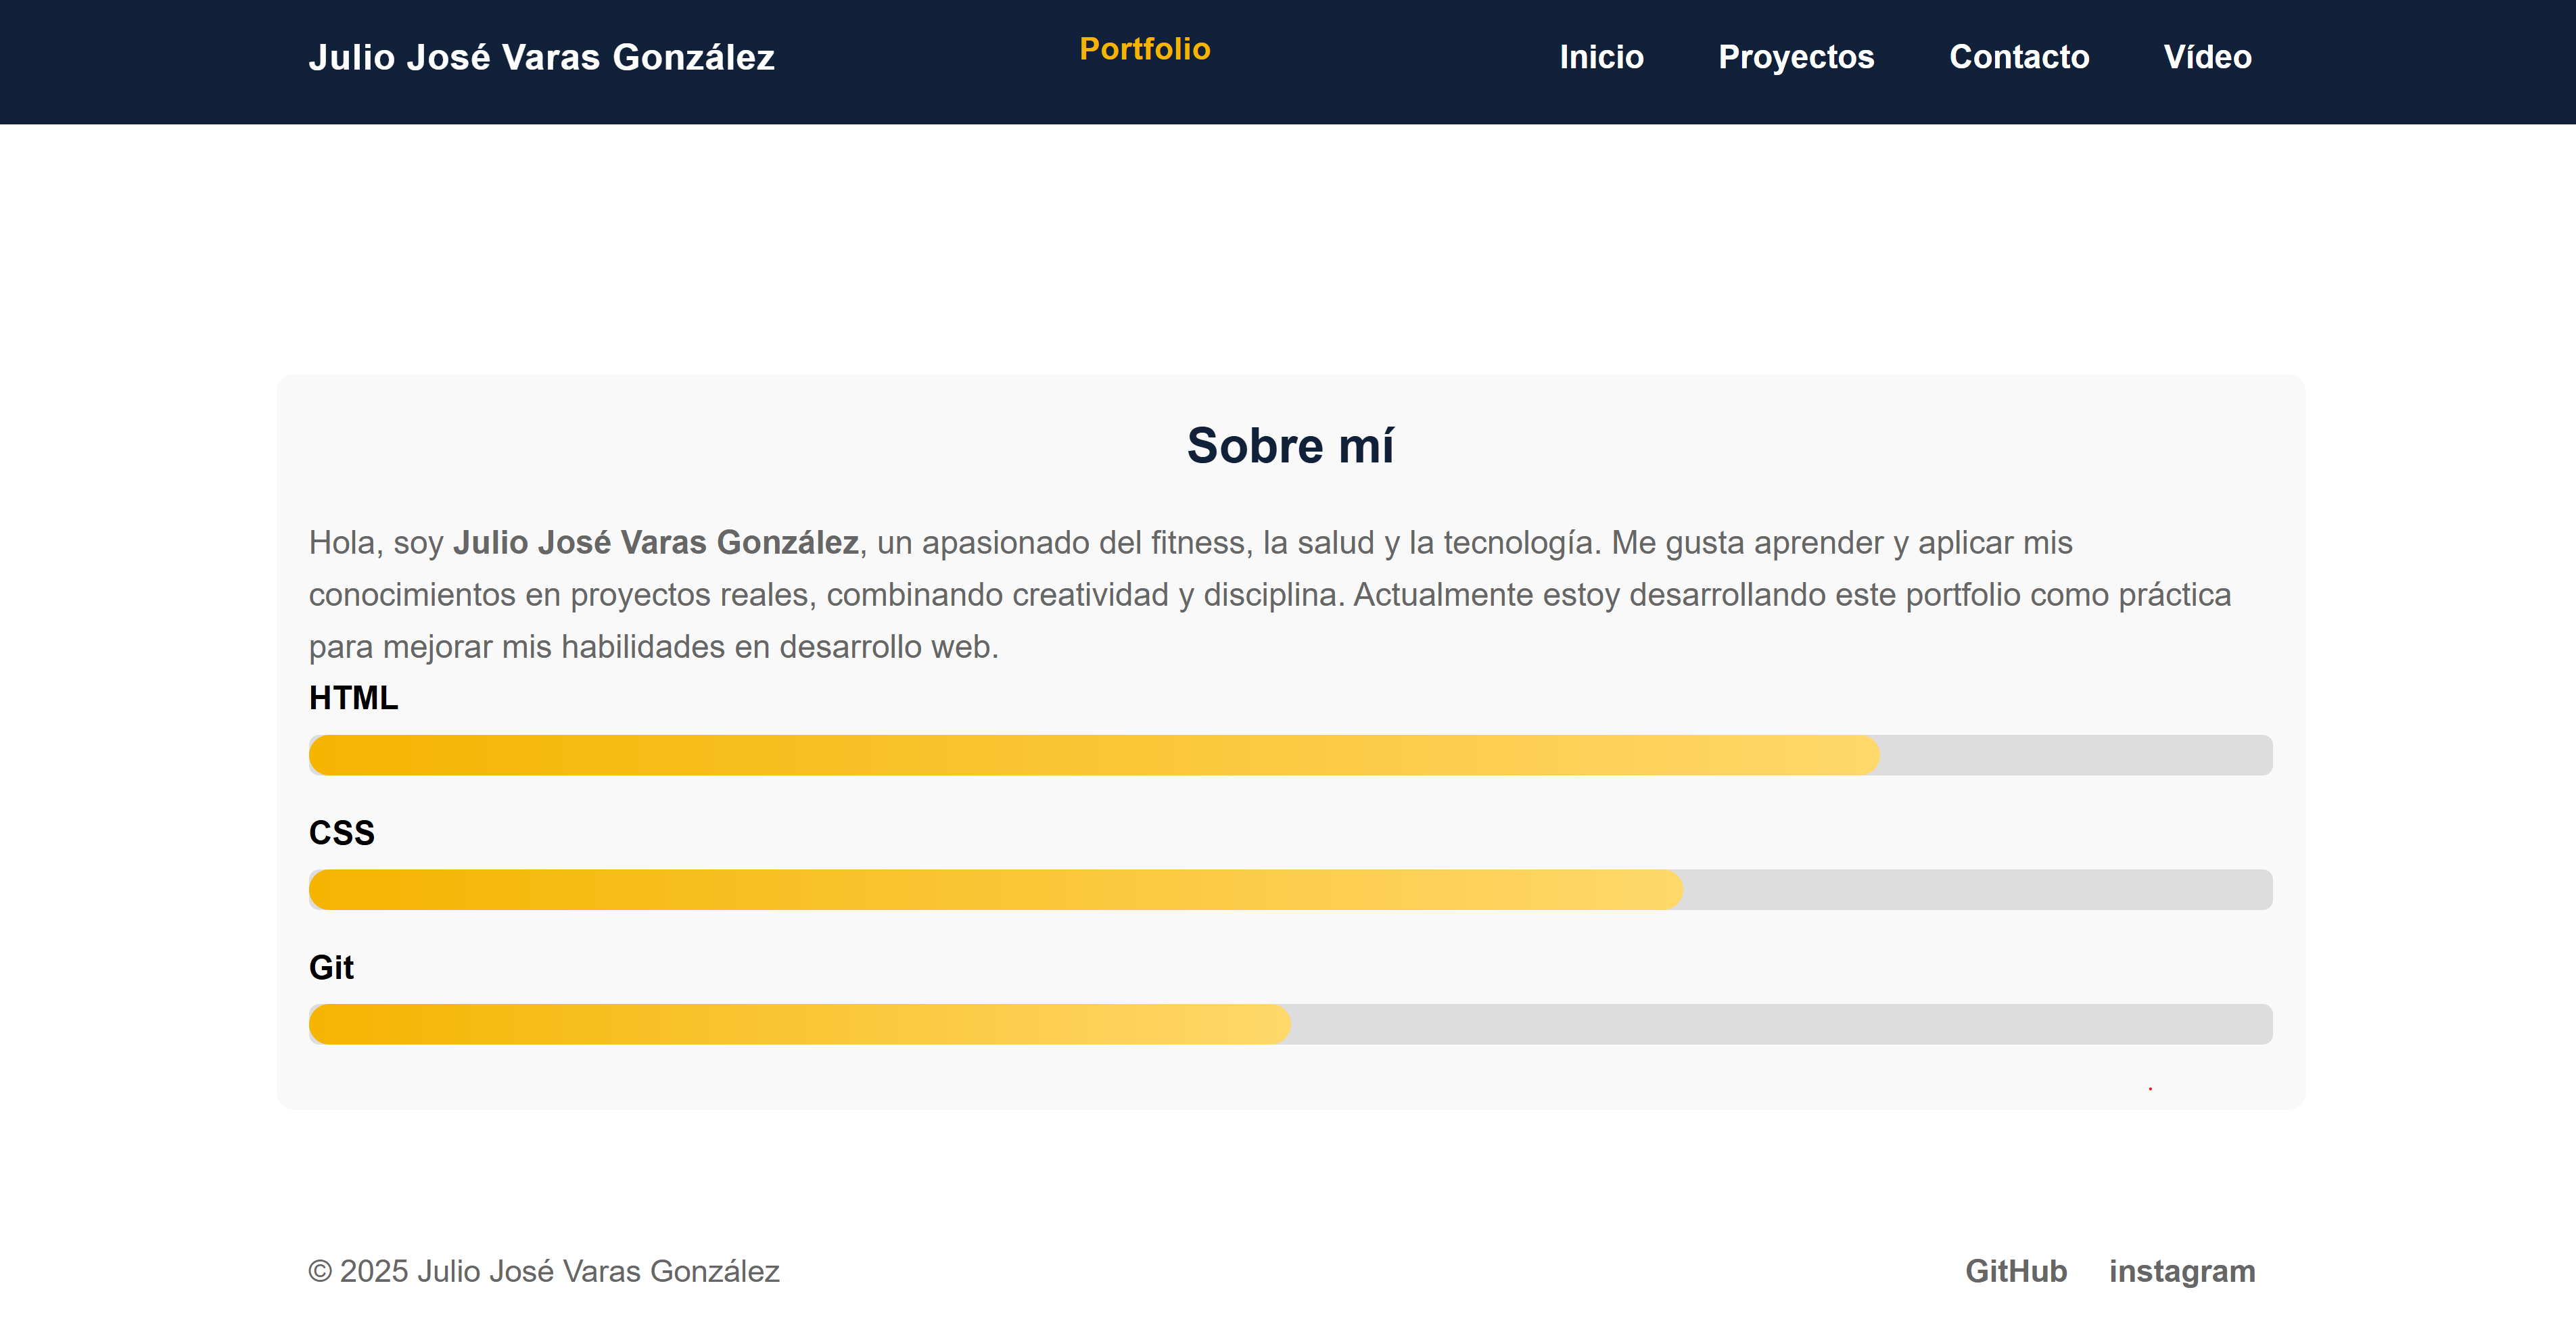 Julio José Varas González
Portfolio
Inicio
Proyectos
Contacto
Vídeo
Sobre mí
Hola, soy Julio José Varas González, un apasionado del fitness, la salud y la tecnología. Me gusta aprender y aplicar mis
conocimientos en proyectos reales, combinando creatividad y disciplina. Actualmente estoy desarrollando este portfolio como práctica
para mejorar mis habilidades en desarrollo web.
HTML
CSS
Git
© 2025 Julio José Varas González
GitHub
instagram